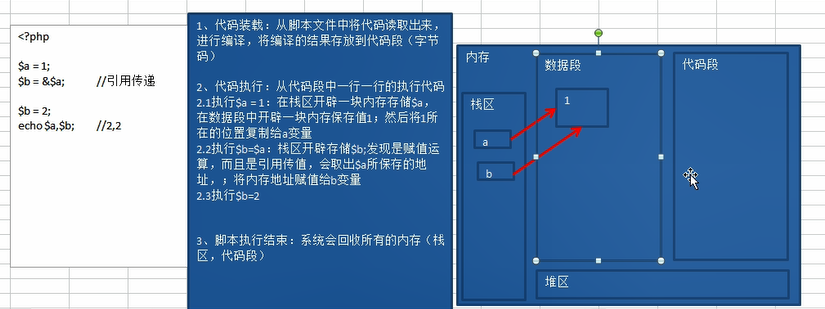 <?php
$a = 1;
$b = &$a; //引用传递
$b = 2;
echo $a,$b; //2,2
1、代码装载：从脚本文件中将代码读取出来，
进行编译，将编译的结果存放到代码段（字节
码）
2、代码执行：从代码段中一行一行的执行代码
2.1执行$a = 1：在栈区开辟一块内存存储$a，
在数据段中开辟一块内存保存值1；然后将1所
在的位置复制给a变量
2.2执行$b=$a：栈区开辟存储$b;发现是赋值运
算，而且是引用传值，会取出$a所保存的地
址，；将内存地址赋值给b变量
2.3执行$b=2
3、脚本执行结束：系统会回收所有的内存（栈
区，代码段）
内存
数据段
代码段
栈区
1
a
b
堆区